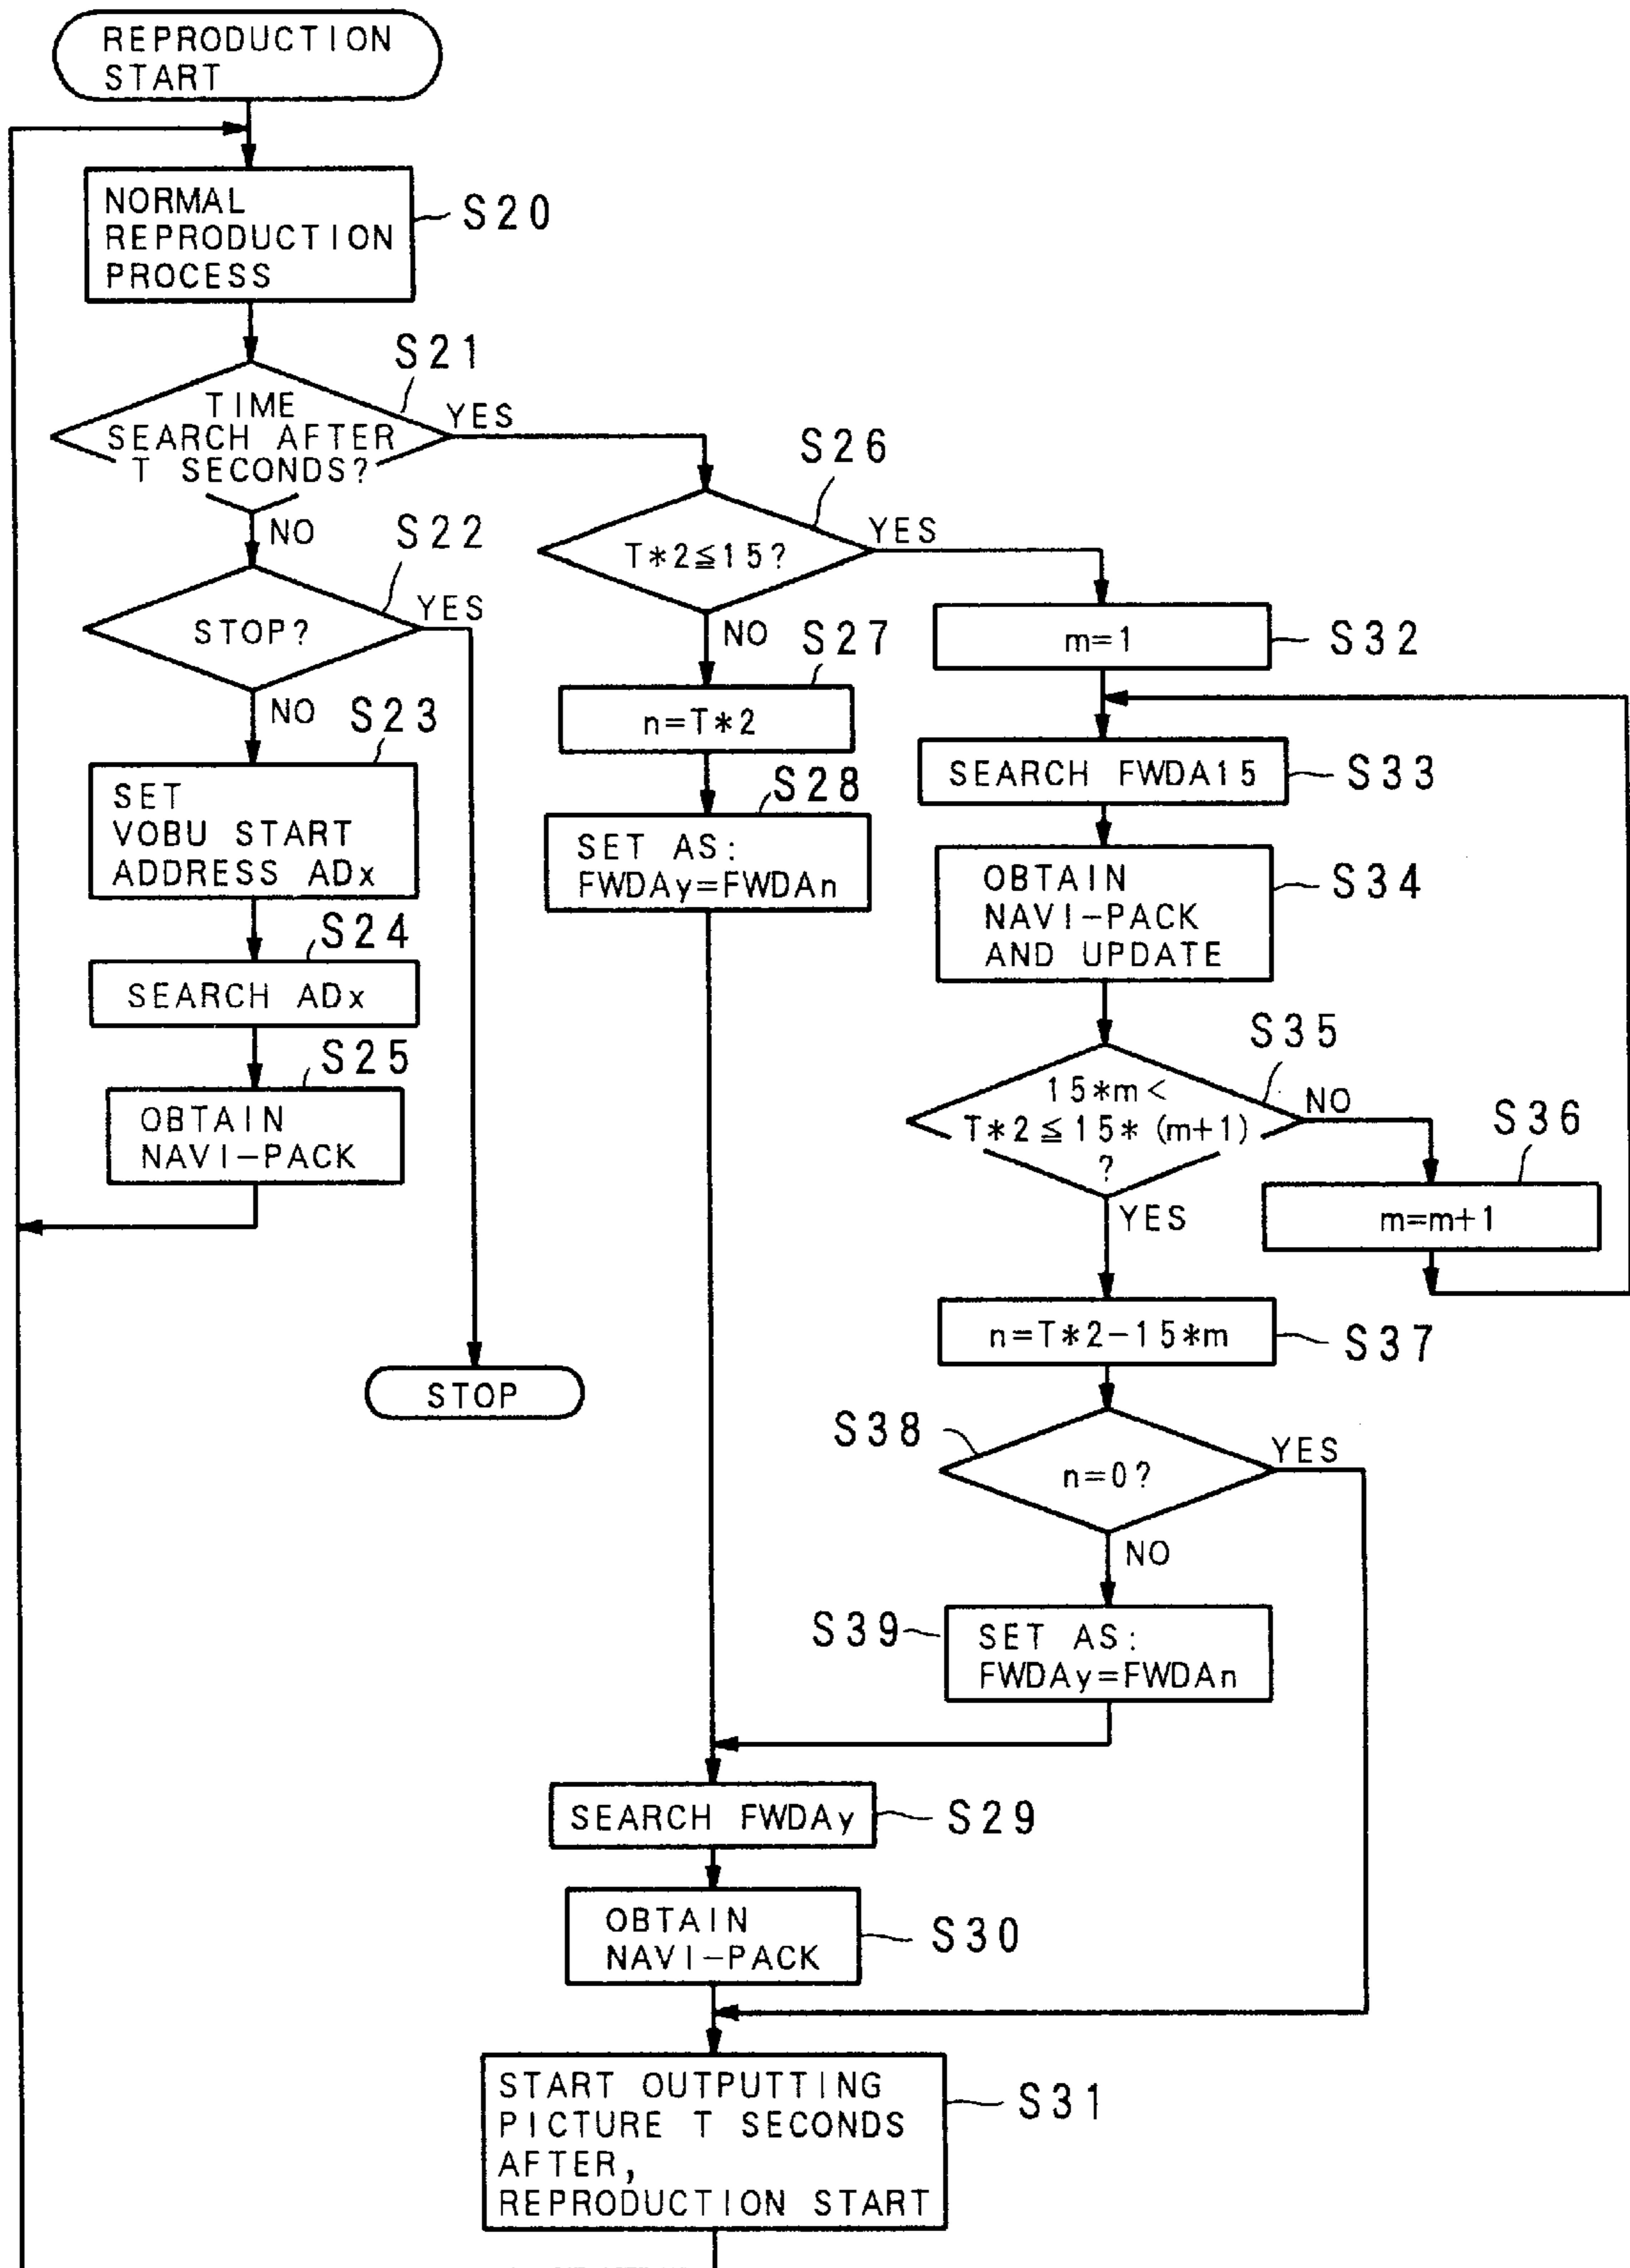 REPRODUCTION
START
NORMAL
REPRODUCTION
PROCESS
S20
S21
TIME
SEARCH AFTER
T SECONDS?
YES
NO
S22
STOP?
YES
NO
S23
SET
VOBU START
ADDRESS ADx
S24
SEARCH ADx
S25
OBTAIN
NAVI-PACK
STOP
S26
T*2≦15?
YES
NO
S27
n=T*2
S28
SET AS:
FWDAy=FWDAn
m=1
S32
SEARCH FWDA15
S33
OBTAIN
NAVI-PACK
AND UPDATE
S34
S35
15*m<
T*2≦15*(m+1)
?
NO
YES
S36
m=m+1
n=T*2-15*m
S37
S38
n=0?
YES
NO
S39
SET AS:
FWDAy=FWDAn
SEARCH FWDAy
S29
OBTAIN
NAVI-PACK
S30
START OUTPUTTING
PICTURE T SECONDS
AFTER,
REPRODUCTION START
S31